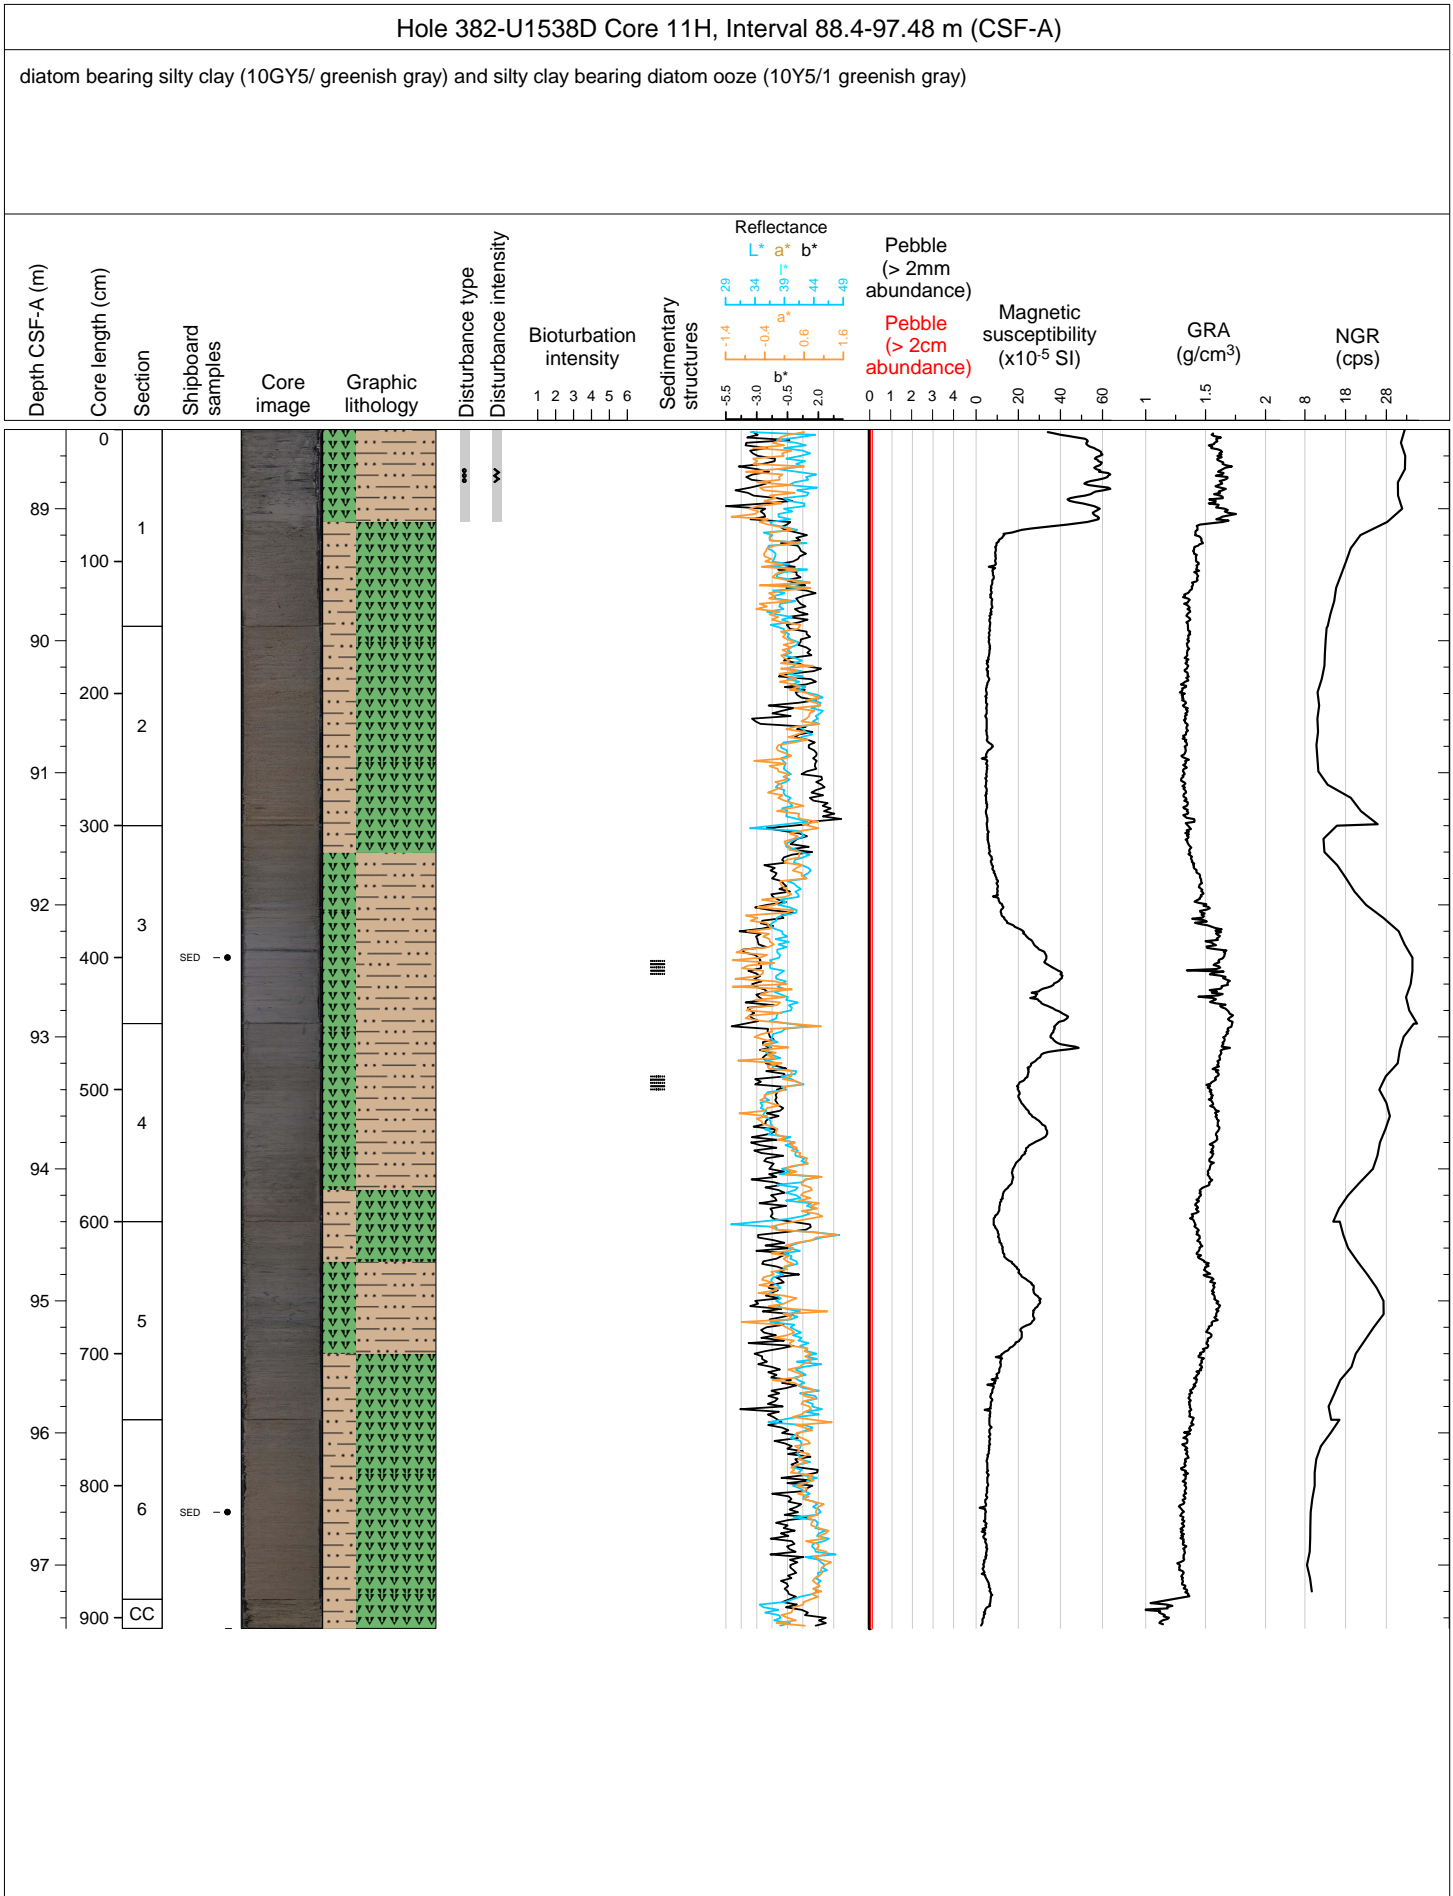 Hole 382-U1538D Core 11H, Interval 88.4-97.48 m (CSF-A)
diatom bearing silty clay (10GY5/ greenish gray) and silty clay bearing diatom ooze (10Y5/1 greenish gray)
Depth CSF-A (m)
Core length (cm)
Section
Shipboard
samples
Core
image
Graphic
lithology
Disturbance type
Disturbance intensity
Bioturbation
intensity
1 2 3 4 5 6
Sedimentary
structures
Reflectance
L* a* b*
L*
29 34 39 44 49
a*
-1.4 -0.4 0.6 1.6
b*
-5.5 -3.0 -0.5 2.0
Pebble
(> 2mm
abundance)
Pebble
(> 2cm
abundance)
0 1 2 3 4
Magnetic
susceptibility
(x10-5 SI)
0 20 40 60
GRA
(g/cm3)
1 1.5 2
NGR
(cps)
8 18 28
0
89
1
100
90
200
2
91
300
92
3
SED
400
93
500
4
94
600
95
5
700
96
800
6
SED
97
900
CC